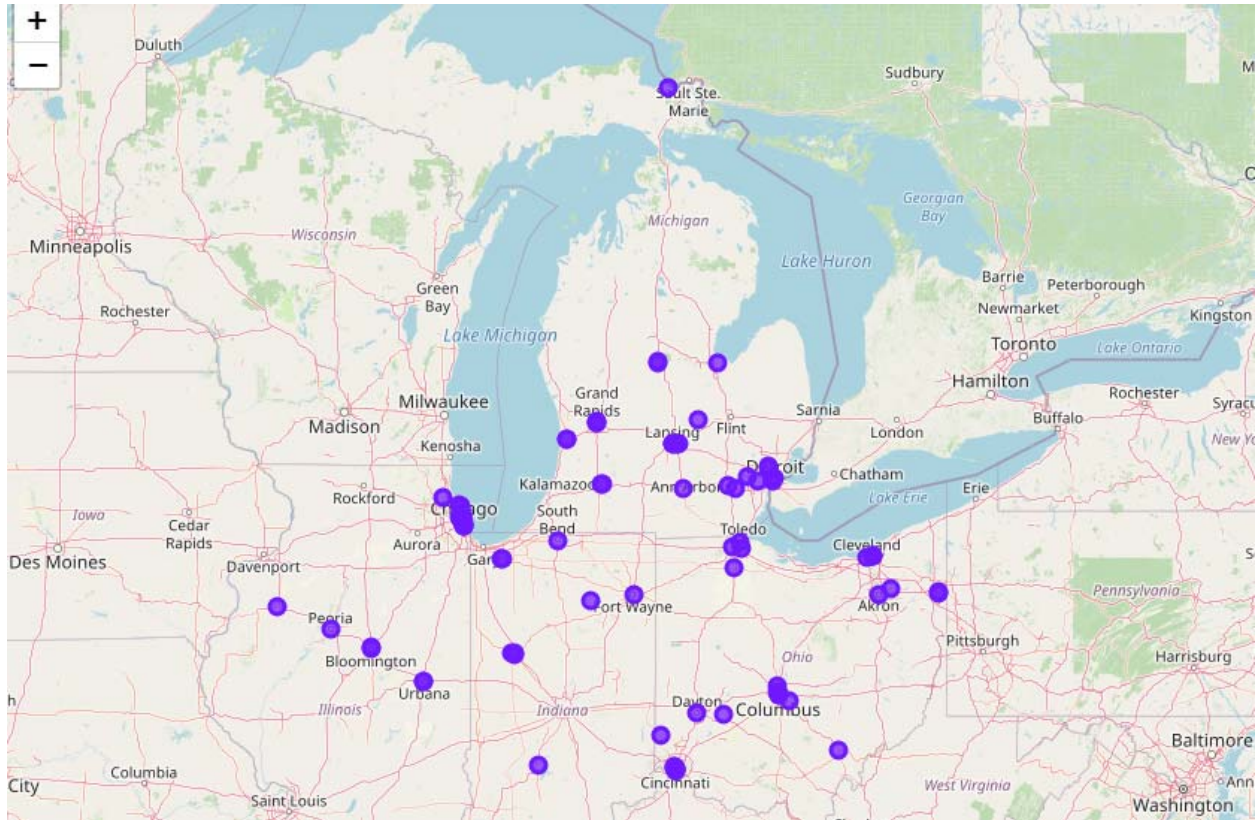 +
Duluth
−
Sudbury
M
Sault Ste.
Marie
O
Georgian
Bay
Michigan
Minneapolis
Wisconsin
Lake Huron
Barrie
Peterborough
Green
Bay
Newmarket
Kingston
Rochester
Lake Michigan
Toronto
Lake Ontario
Hamilton
Grand
Rapids
Rochester
Milwaukee
Sarnia
Syracu
Madison
Lansing
Flint
London
Buffalo
New Yo
Kenosha
Detroit
Chatham
Kalamazoo
Ann Arbor
Lake Erie
Erie
Rockford
Chicago
South
Bend
Iowa
Cedar
Rapids
Toledo
Aurora
Cleveland
Gary
Des Moines
Davenport
S
Pennsylvania
Fort Wayne
Akron
Peoria
Pittsburgh
Bloomington
Ohio
Harrisburg
Urbana
h
Illinois
Indiana
Dayton
Columbus
Baltimore
Columbia
Cincinnati
City
West Virginia
Ann
Saint Louis
Washington